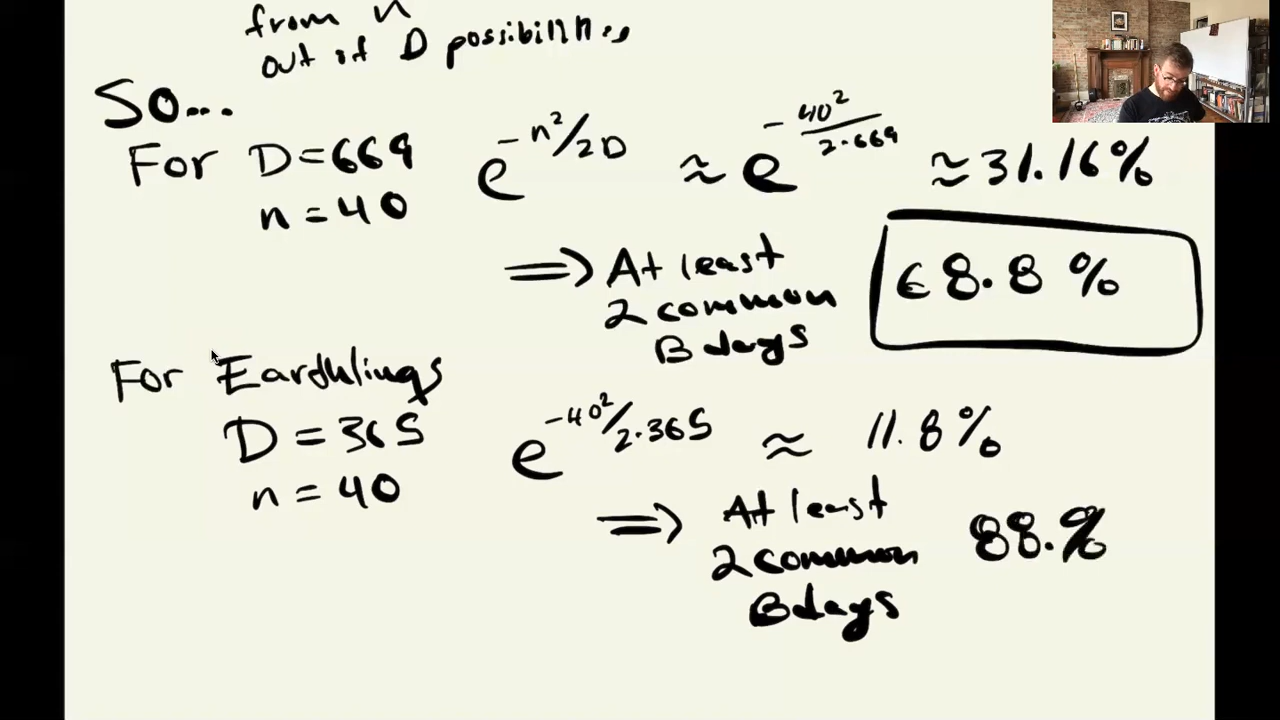 from n
out of D possibilities
So...
For D=669 e^{-n²/2D} ≈ e^{-40²/2·669} ≈ 31.16%
n = 40
⇒ At least 68.8 %
2 common
B days
For Earthlings
D = 365 e^{-40²/2·365} ≈ 11.8%
n = 40
⇒ At least 88.%
2 common
B days